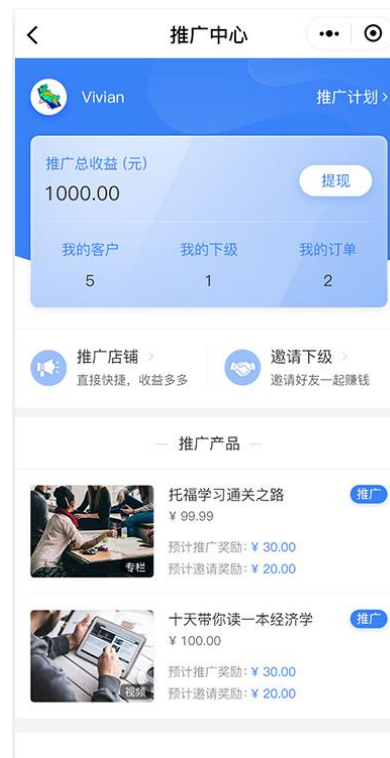 推广中心
Vivian
推广计划
推广总收益 (元)
1000.00
提现
我的客户 我的下级 我的订单
5 1 2
推广店铺 邀请下级
直接快捷，收益多多 邀请好友一起赚钱
推广产品
托福学习通关之路 推广
¥ 99.99
预计推广奖励：¥ 30.00
预计邀请奖励：¥ 20.00
专栏
十天带你读一本经济学 推广
¥ 100.00
预计推广奖励：¥ 30.00
预计邀请奖励：¥ 20.00
视频